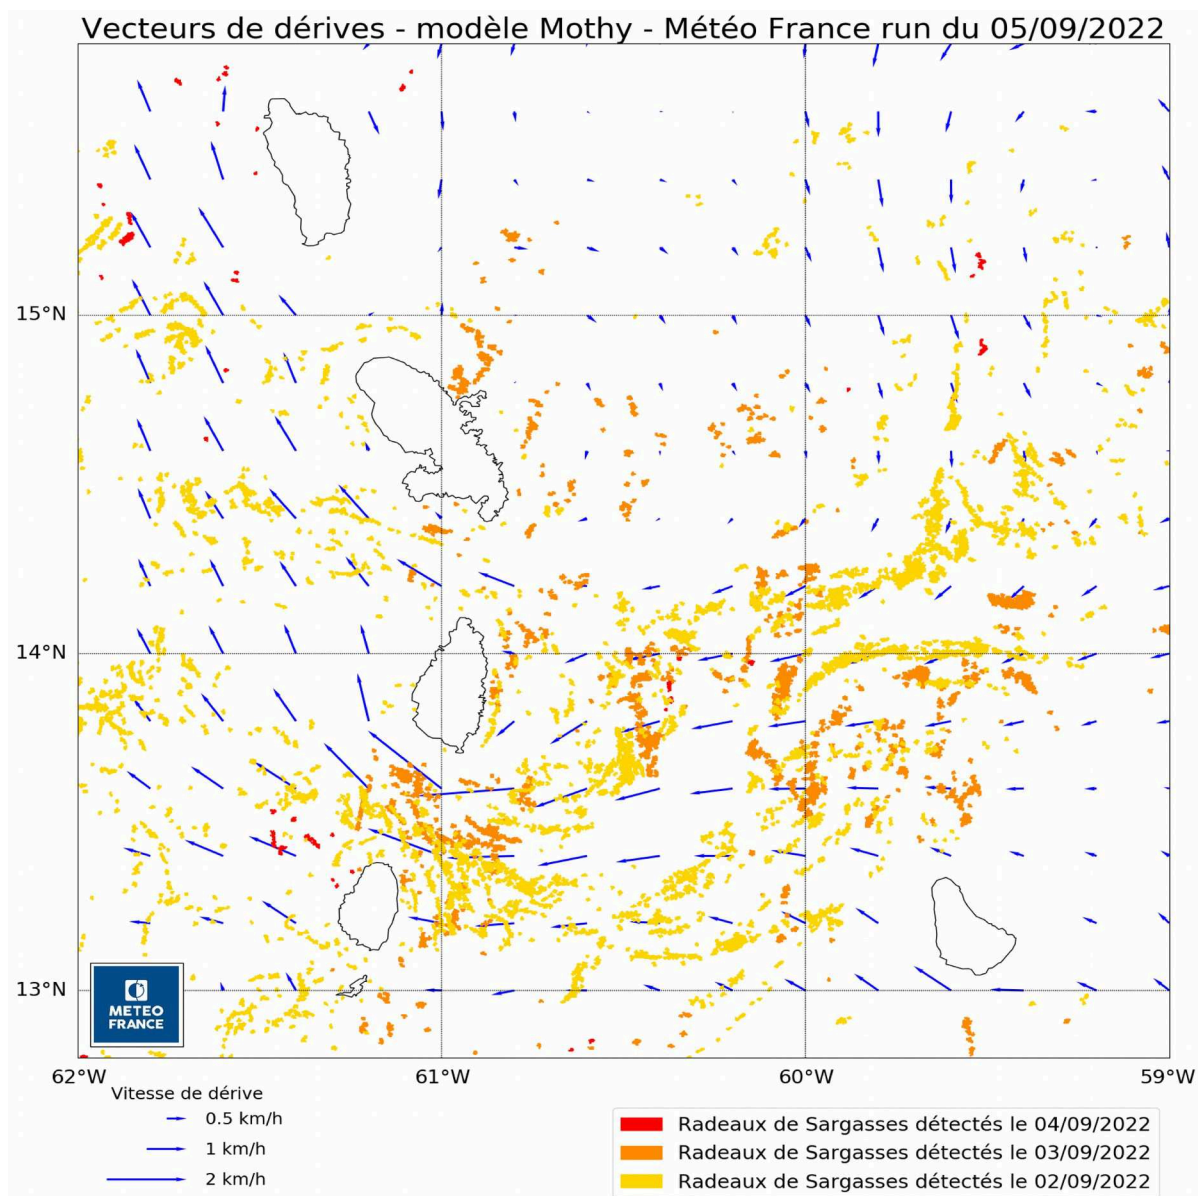 Vecteurs de dérives - modèle Mothy - Météo France run du 05/09/2022
15°N
14°N
13°N
METEO
FRANCE
62°W
61°W
60°W
59°W
Vitesse de dérive
0.5 km/h
1 km/h
2 km/h
Radeaux de Sargasses détectés le 04/09/2022
Radeaux de Sargasses détectés le 03/09/2022
Radeaux de Sargasses détectés le 02/09/2022